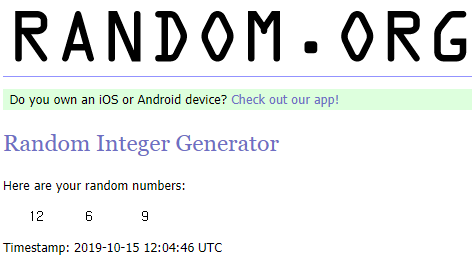 RANDOM.ORG
Do you own an iOS or Android device? Check out our app!
Random Integer Generator
Here are your random numbers:
12 6 9
Timestamp: 2019-10-15 12:04:46 UTC